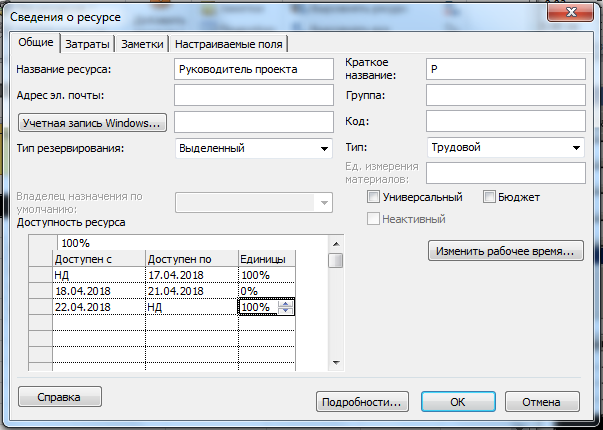 Сведения о ресурсе
Общие Затраты Заметки Настраиваемые поля
Название ресурса: Руководитель проекта Краткое название: Р
Адрес эл. почты: Группа:
Учетная запись Windows... Код:
Тип резервирования: Выделенный Тип: Трудовой
Ед. измерения материалов:
Владелец назначения по умолчанию: Универсальный Бюджет
Неактивный
Доступность ресурса
100%
Изменить рабочее время...
Доступен с Доступен по Единицы
НД 17.04.2018 100%
18.04.2018 21.04.2018 0%
22.04.2018 НД 100%
Справка Подробности... ОК Отмена